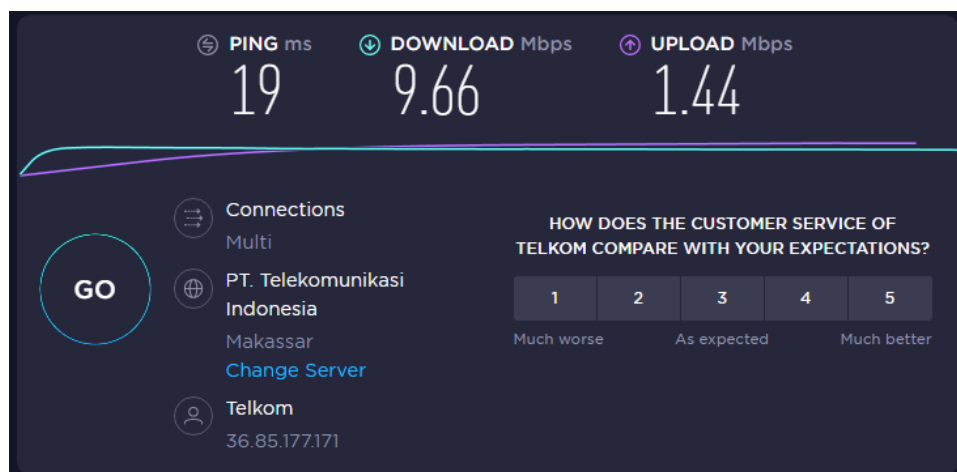 PING ms
DOWNLOAD Mbps
UPLOAD Mbps
19
9.66
1.44
GO
Connections
Multi
PT. Telekomunikasi
Indonesia
Makassar
Change Server
Telkom
36.85.177.171
HOW DOES THE CUSTOMER SERVICE OF
TELKOM COMPARE WITH YOUR EXPECTATIONS?
1 2 3 4 5
Much worse As expected Much better